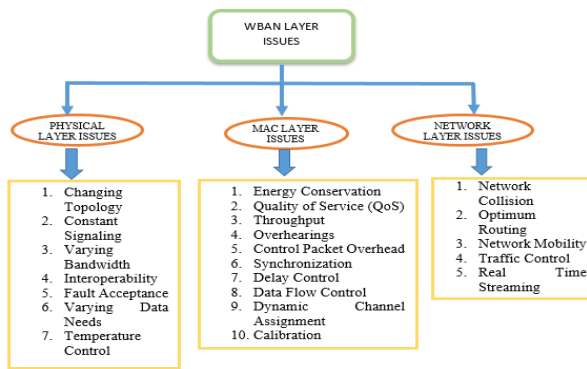 WBAN LAYER
ISSUES
PHYSICAL
LAYER ISSUES
MAC LAYER
ISSUES
NETWORK
LAYER ISSUES
1. Changing
Topology
2. Constant
Signaling
3. Varying
Bandwidth
4. Interoperability
5. Fault Acceptance
6. Varying Data
Needs
7. Temperature
Control
1. Energy Conservation
2. Quality of Service (QoS)
3. Throughput
4. Overhearings
5. Control Packet Overhead
6. Synchronization
7. Delay Control
8. Data Flow Control
9. Dynamic Channel
Assignment
10. Calibration
1. Network
Collision
2. Optimum
Routing
3. Network Mobility
4. Traffic Control
5. Real Time
Streaming